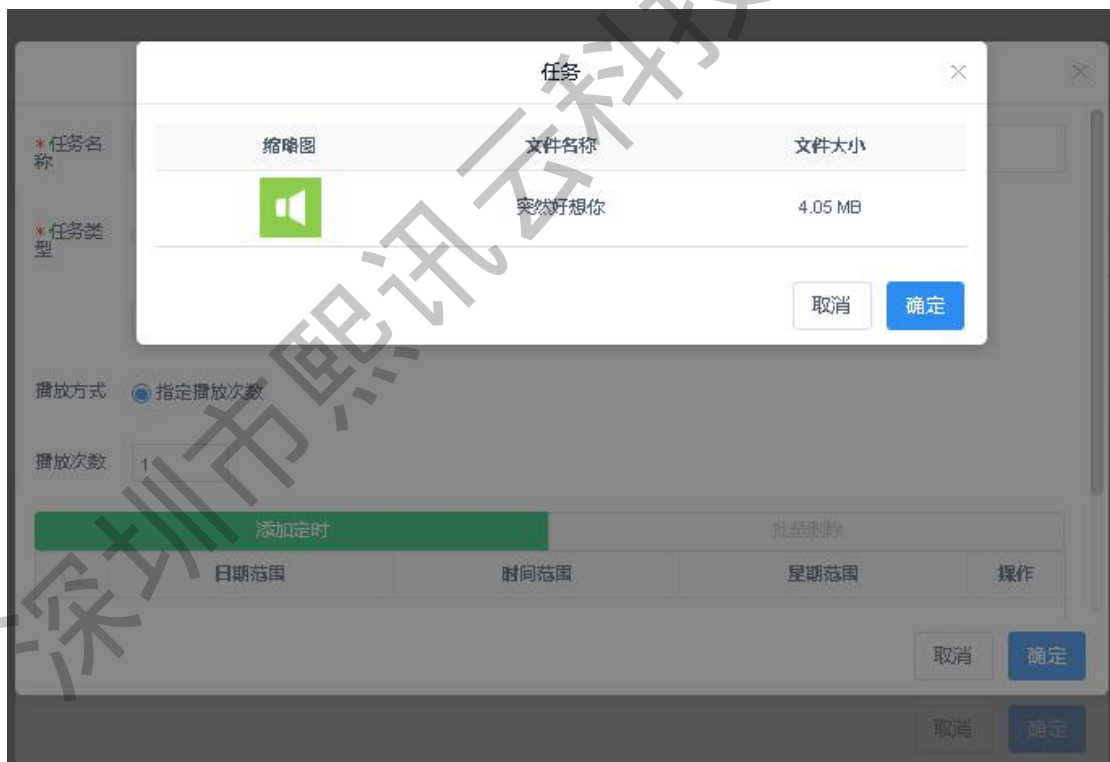 任务
缩略图 文件名称 文件大小
突然好想你 4.05 MB
取消 确定
*任务名
称
*任务类
型
播放方式 指定播放次数
播放次数 1
添加定时 批量删除
日期范围 时间范围 星期范围 操作
取消 确定
取消 确定
深圳市熙讯云科技